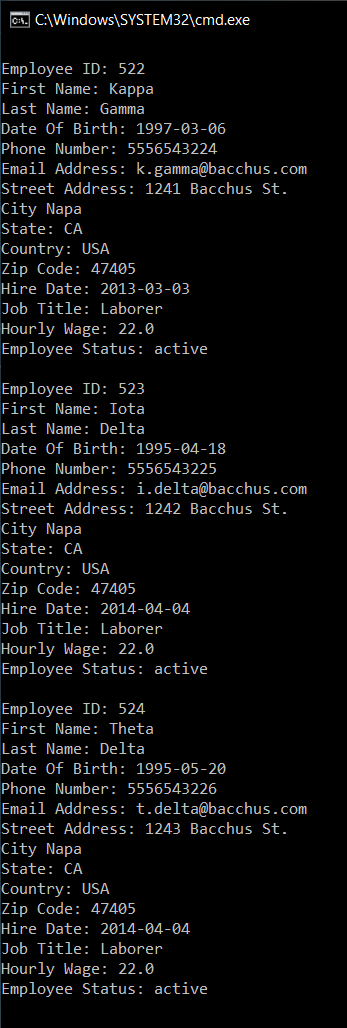 C:\Windows\SYSTEM32\cmd.exe
Employee ID: 522
First Name: Kappa
Last Name: Gamma
Date Of Birth: 1997-03-06
Phone Number: 5556543224
Email Address: k.gamma@bacchus.com
Street Address: 1241 Bacchus St.
City Napa
State: CA
Country: USA
Zip Code: 47405
Hire Date: 2013-03-03
Job Title: Laborer
Hourly Wage: 22.0
Employee Status: active
Employee ID: 523
First Name: Iota
Last Name: Delta
Date Of Birth: 1995-04-18
Phone Number: 5556543225
Email Address: i.delta@bacchus.com
Street Address: 1242 Bacchus St.
City Napa
State: CA
Country: USA
Zip Code: 47405
Hire Date: 2014-04-04
Job Title: Laborer
Hourly Wage: 22.0
Employee Status: active
Employee ID: 524
First Name: Theta
Last Name: Delta
Date Of Birth: 1995-05-20
Phone Number: 5556543226
Email Address: t.delta@bacchus.com
Street Address: 1243 Bacchus St.
City Napa
State: CA
Country: USA
Zip Code: 47405
Hire Date: 2014-04-04
Job Title: Laborer
Hourly Wage: 22.0
Employee Status: active